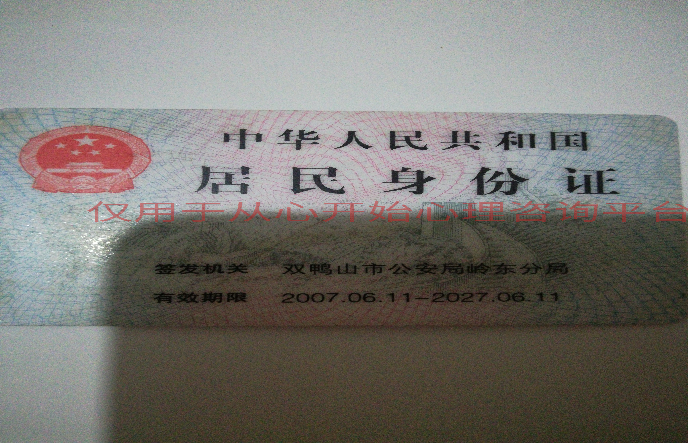 中华人民共和国
居民身份证
仅用于从心开始心理咨询平台
签发机关 双鸭山市公安局岭东分局
有效期限 2007.06.11-2027.06.11